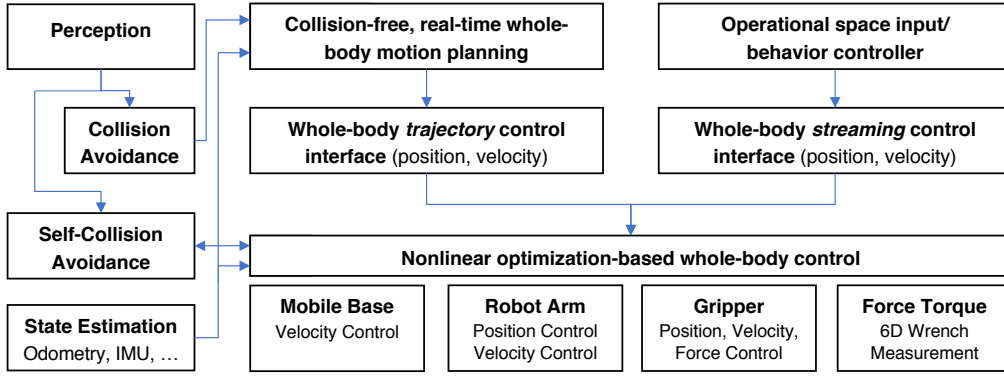 Perception
Collision-free, real-time whole-
body motion planning
Operational space input/
behavior controller
Collision
Avoidance
Whole-body trajectory control
interface (position, velocity)
Whole-body streaming control
interface (position, velocity)
Self-Collision
Avoidance
Nonlinear optimization-based whole-body control
State Estimation
Odometry, IMU, …
Mobile Base
Velocity Control
Robot Arm
Position Control
Velocity Control
Gripper
Position, Velocity,
Force Control
Force Torque
6D Wrench
Measurement